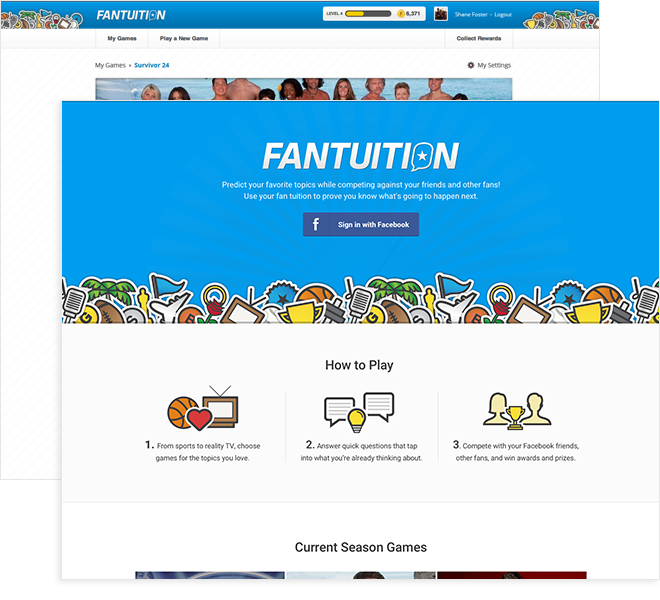 FANTUITION
LEVEL 4
6,371
Shane Foster - Logout
My Games
Play a New Game
Collect Rewards
My Games › Survivor 24
My Settings
FANTUITION
Predict your favorite topics while competing against your friends and other fans!
Use your fan tuition to prove you know what's going to happen next.
f Sign in with Facebook
G
S
G
S
G
How to Play
1. From sports to reality TV, choose
games for the topics you love.
2. Answer quick questions that tap
into what you're already thinking about.
3. Compete with your Facebook friends,
other fans, and win awards and prizes.
Current Season Games